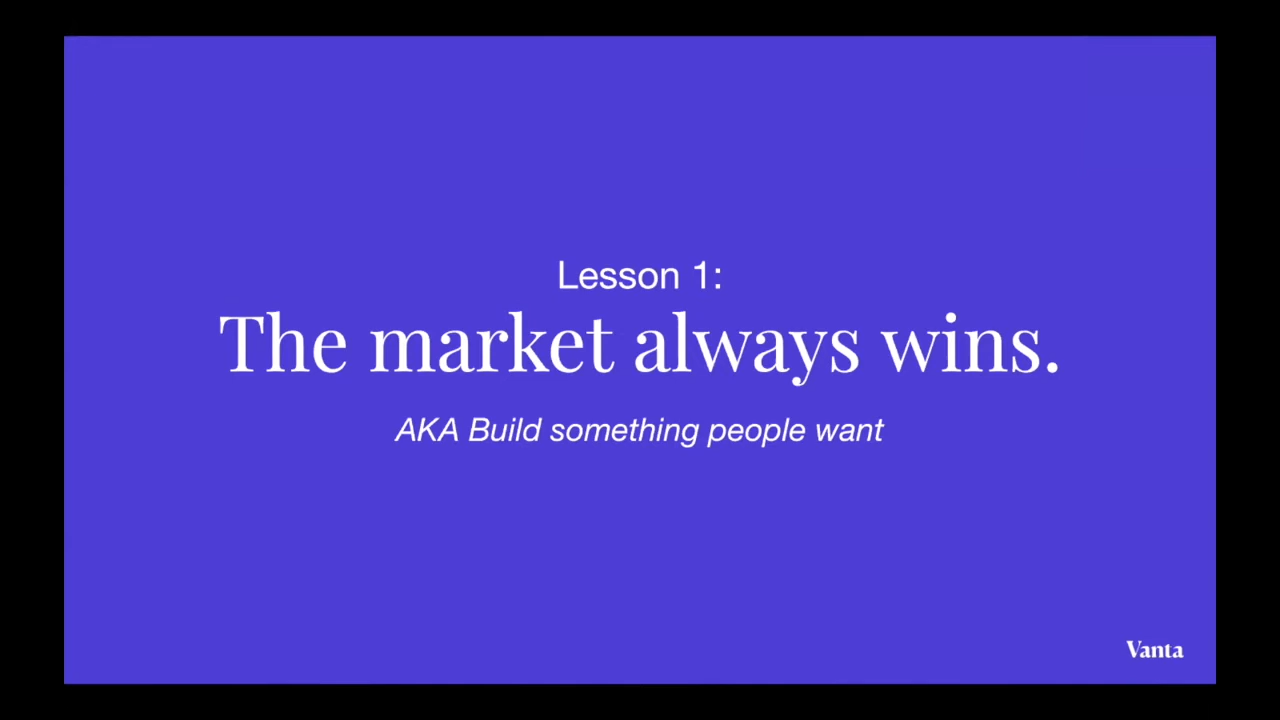 Lesson 1:
The market always wins.
AKA Build something people want
Vanta